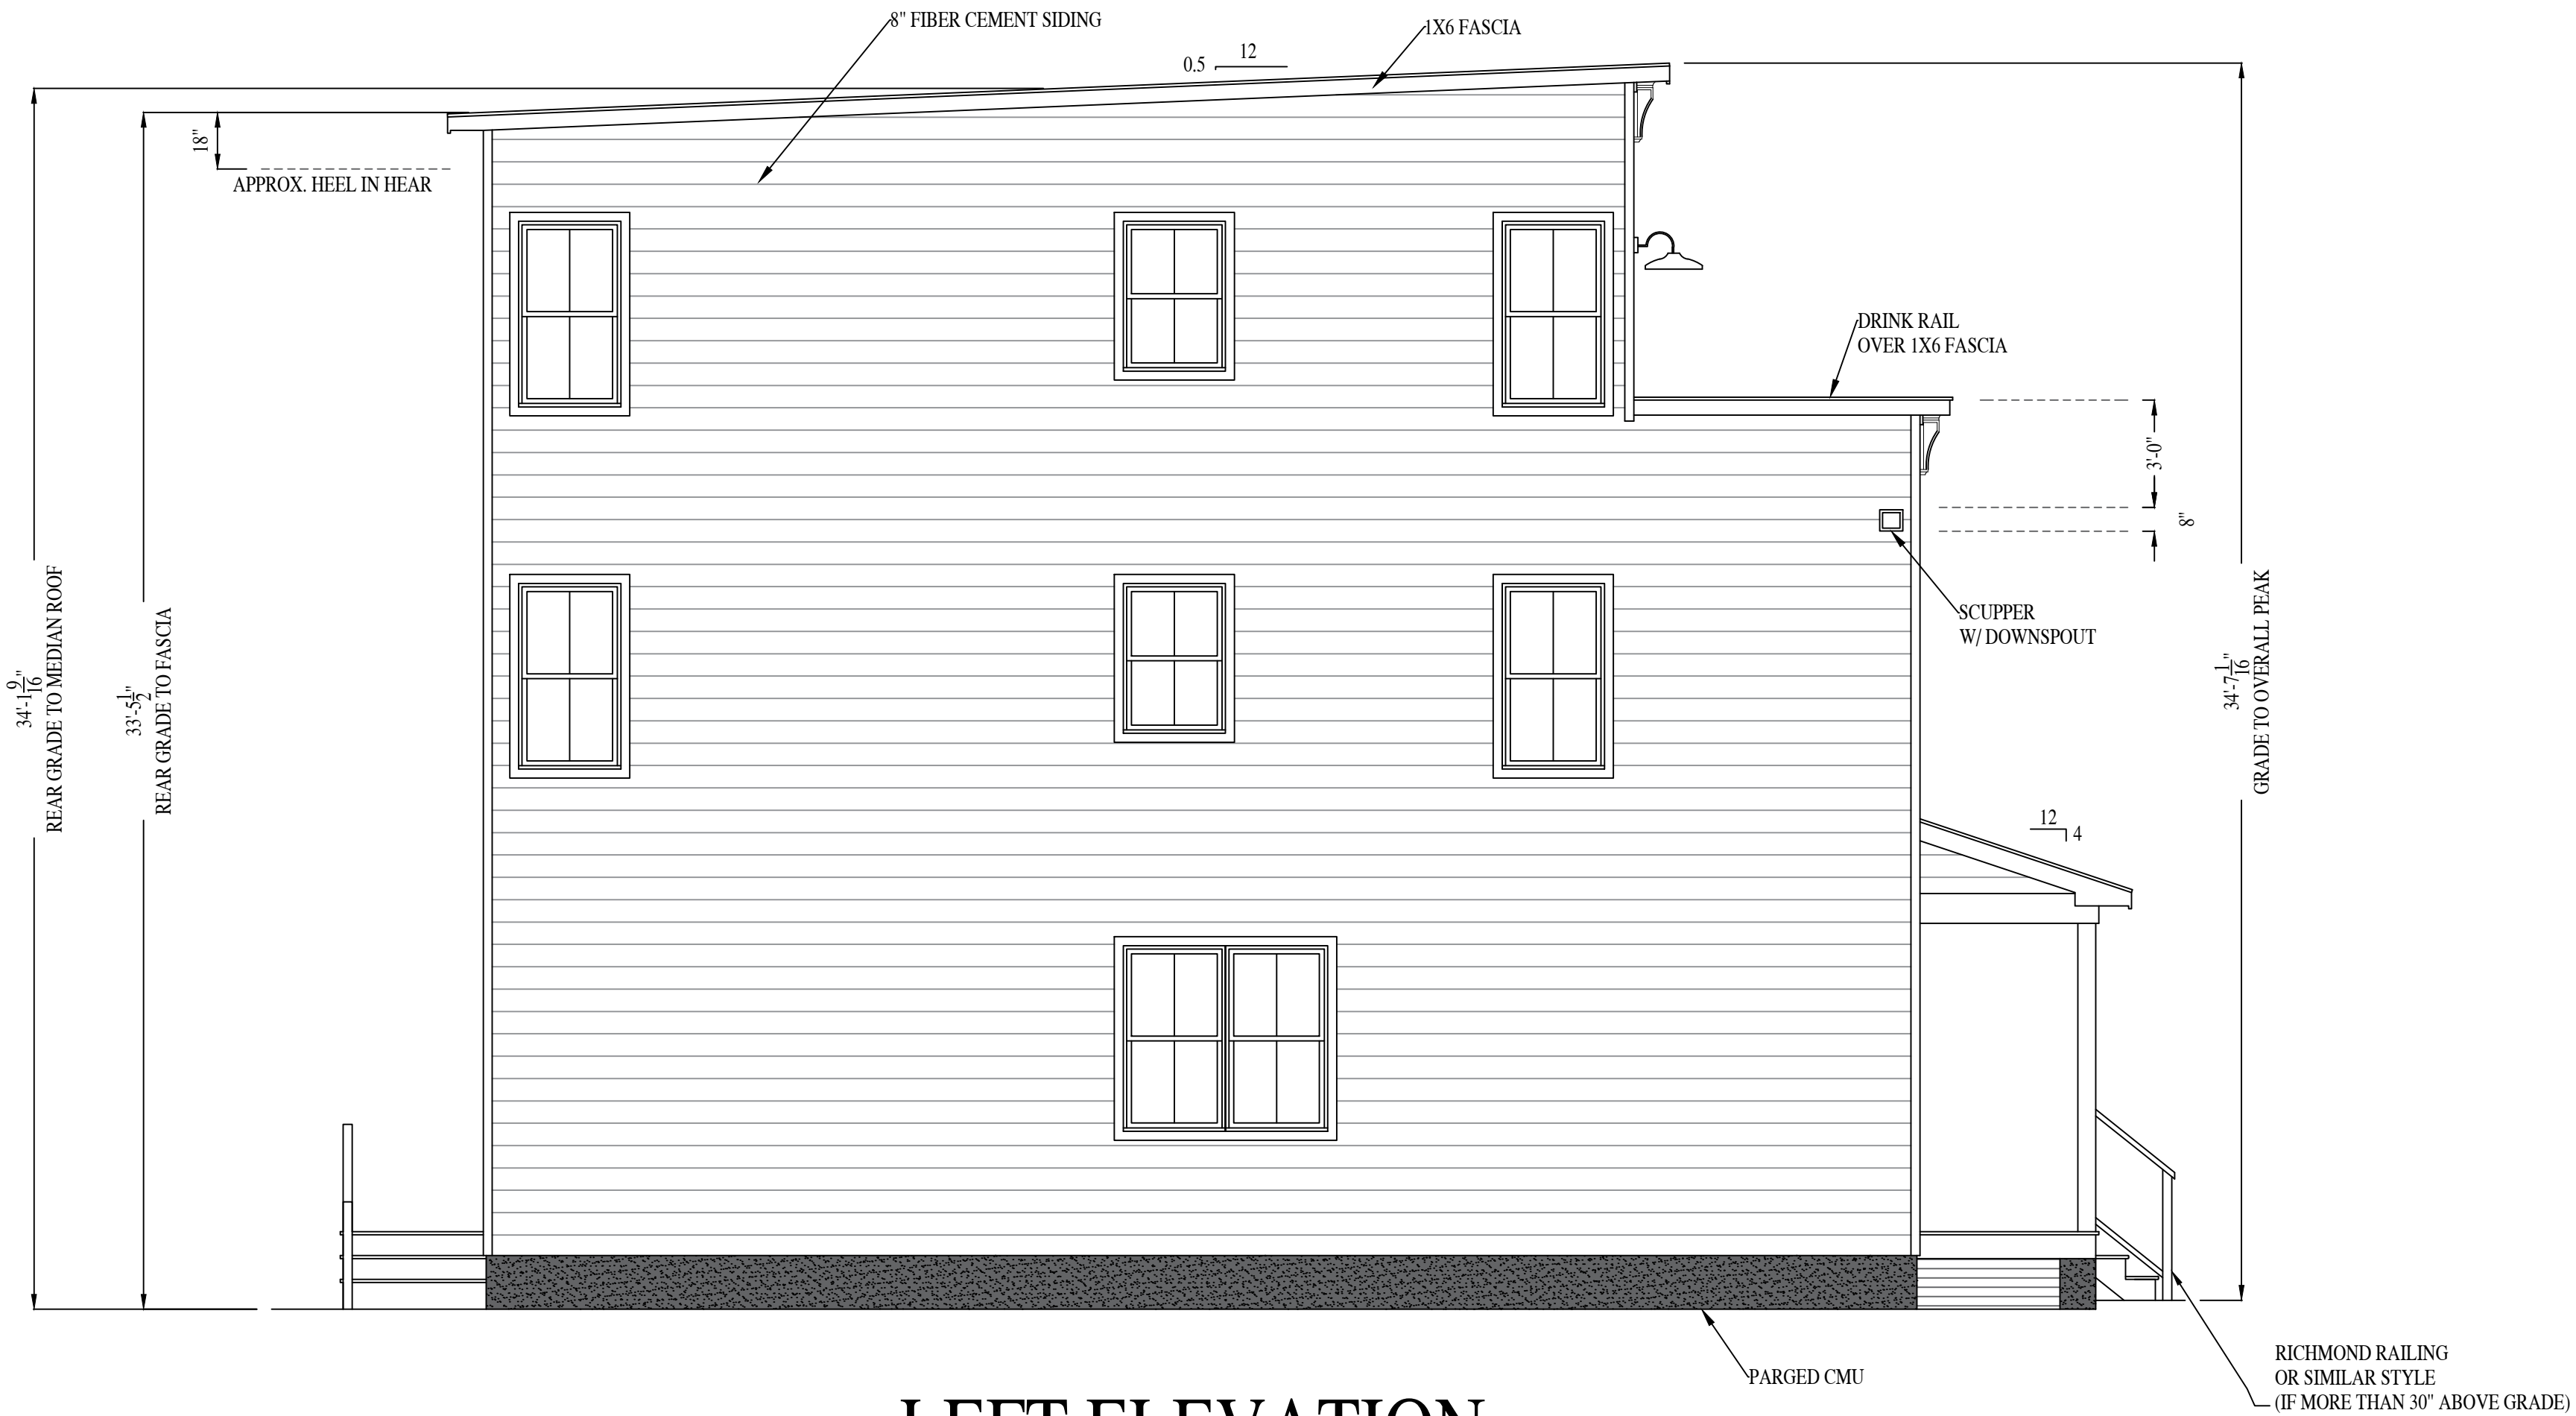 8" FIBER CEMENT SIDING
1X6 FASCIA
12
0.5
18"
APPROX. HEEL IN HEAR
DRINK RAIL
OVER 1X6 FASCIA
3'-0"
8"
SCUPPER
W/ DOWNSPOUT
34'-1 9/16"
REAR GRADE TO MEDIAN ROOF
33'-5 1/2"
REAR GRADE TO FASCIA
34'-7 1/16"
GRADE TO OVERALL PEAK
12
4
PARGED CMU
RICHMOND RAILING
OR SIMILAR STYLE
(IF MORE THAN 30" ABOVE GRADE)
LEFT ELEVATION